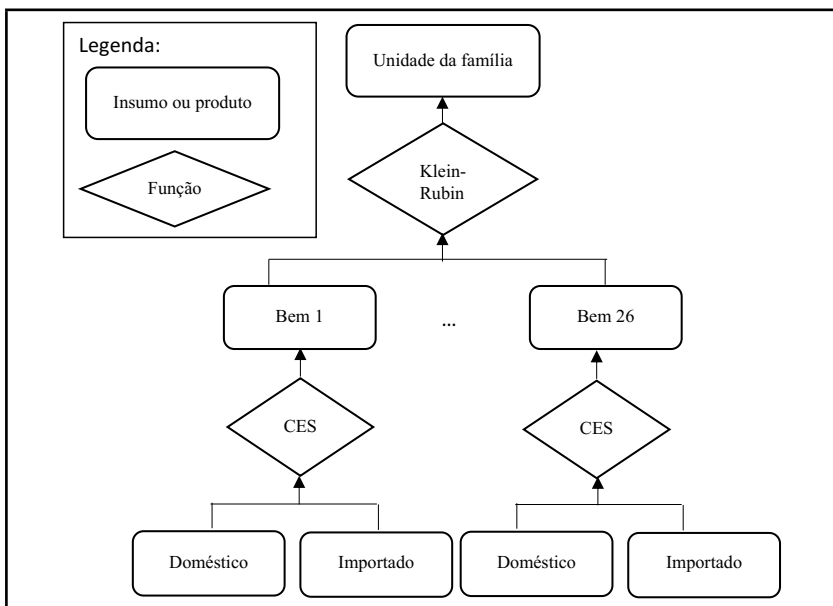 Legenda:
Insumo ou produto
Função
Unidade da família
Klein-
Rubin
Bem 1
...
Bem 26
CES
CES
Doméstico
Importado
Doméstico
Importado